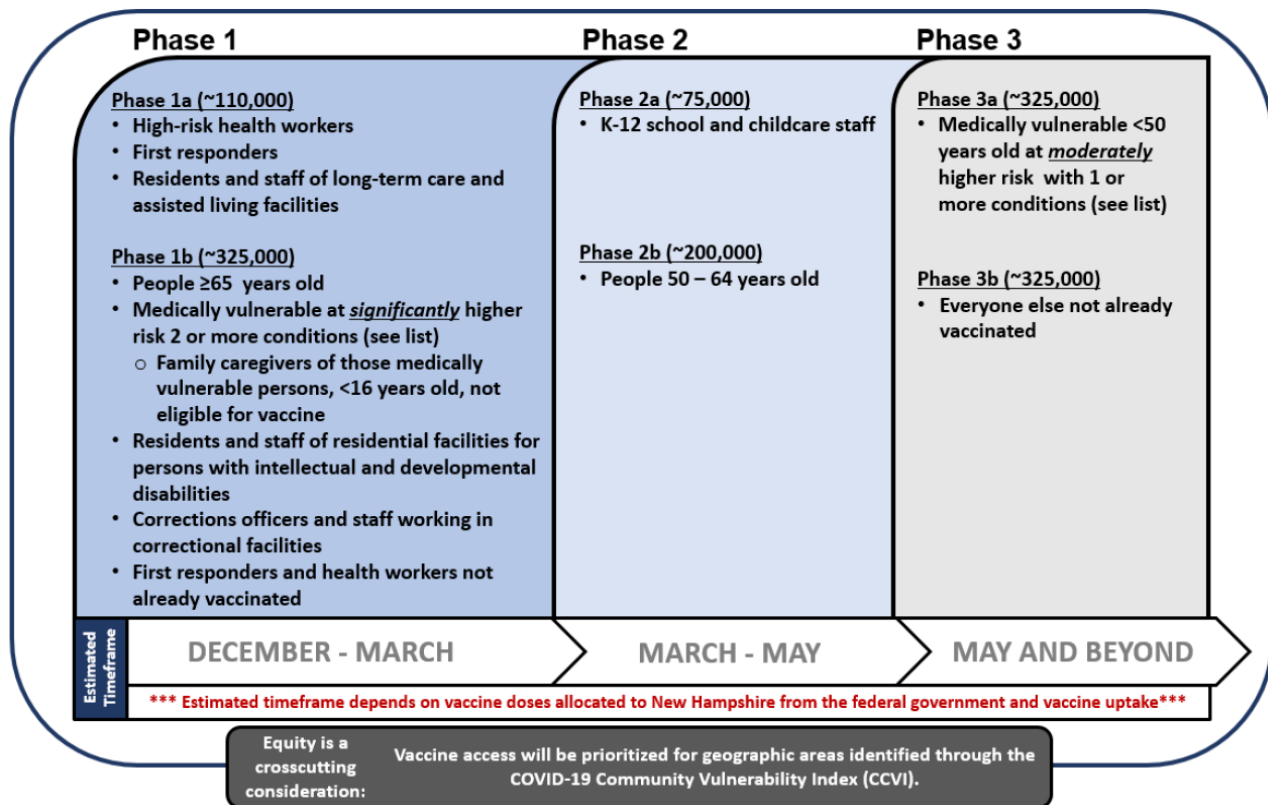 Phase 1
Phase 1a (~110,000)
• High-risk health workers
• First responders
• Residents and staff of long-term care and
assisted living facilities
Phase 1b (~325,000)
• People ≥65 years old
• Medically vulnerable at significantly higher
risk 2 or more conditions (see list)
o Family caregivers of those medically
vulnerable persons, <16 years old, not
eligible for vaccine
• Residents and staff of residential facilities for
persons with intellectual and developmental
disabilities
• Corrections officers and staff working in
correctional facilities
• First responders and health workers not
already vaccinated
Phase 2
Phase 2a (~75,000)
• K-12 school and childcare staff
Phase 2b (~200,000)
• People 50 – 64 years old
Phase 3
Phase 3a (~325,000)
• Medically vulnerable <50
years old at moderately
higher risk with 1 or
more conditions (see list)
Phase 3b (~325,000)
• Everyone else not already
vaccinated
Estimated
Timeframe
DECEMBER - MARCH
MARCH - MAY
MAY AND BEYOND
*** Estimated timeframe depends on vaccine doses allocated to New Hampshire from the federal government and vaccine uptake***
Equity is a
crosscutting
consideration:
Vaccine access will be prioritized for geographic areas identified through the
COVID-19 Community Vulnerability Index (CCVI).